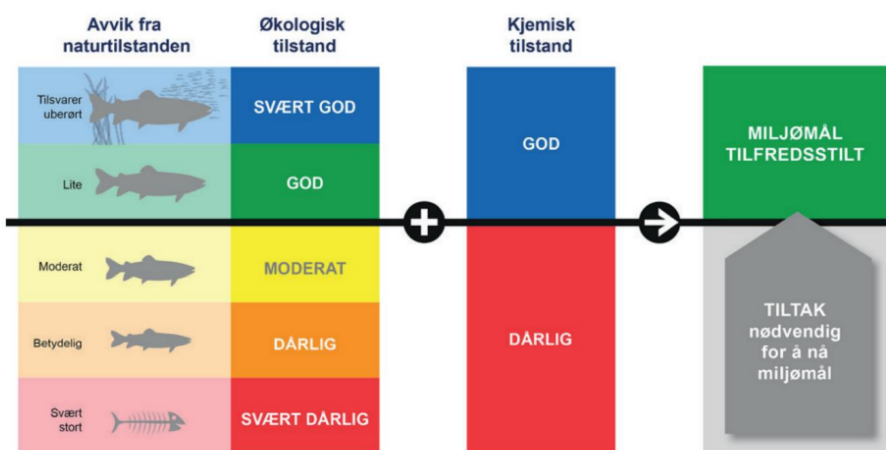 Avvik fra
naturtilstanden
Økologisk
tilstand
Kjemisk
tilstand
Tilsvarer
uberørt
SVÆRT GOD
Lite
GOD
Moderat
MODERAT
Betydelig
DÅRLIG
Svært
stort
SVÆRT DÅRLIG
GOD
DÅRLIG
MILJØMÅL
TILFREDSSTILT
TILTAK
nødvendig
for å nå
miljømål